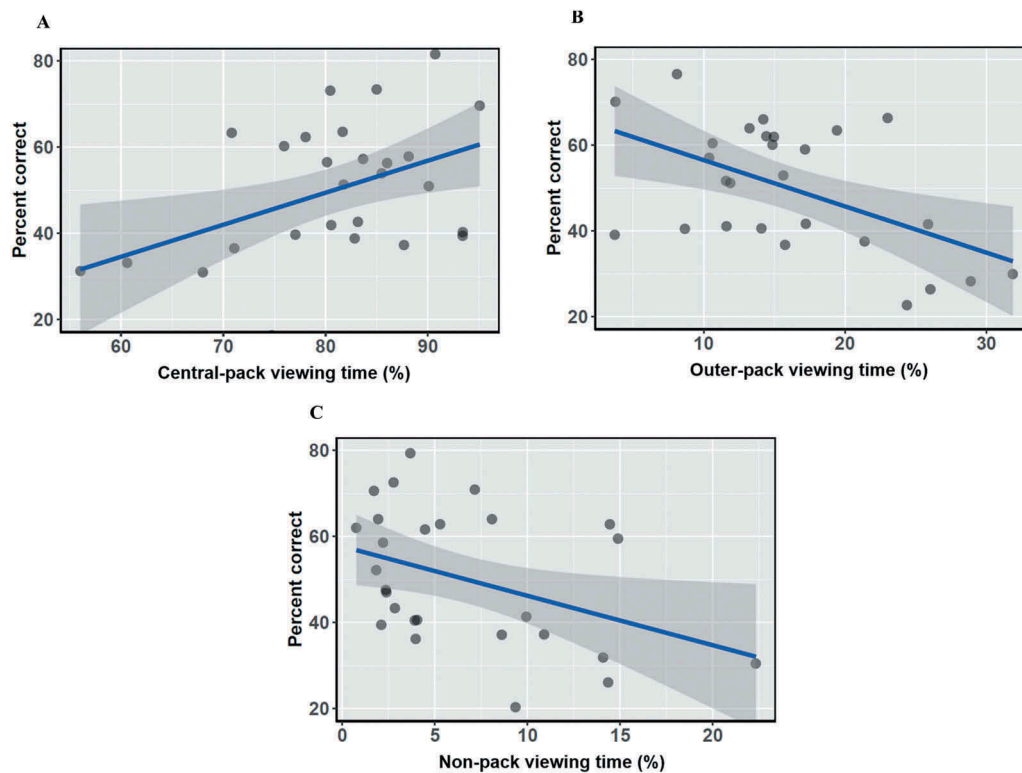 A
Percent correct
80
60
40
20
60 70 80 90
Central-pack viewing time (%)
B
Percent correct
80
60
40
20
10 20 30
Outer-pack viewing time (%)
C
Percent correct
80
60
40
20
0 5 10 15 20
Non-pack viewing time (%)